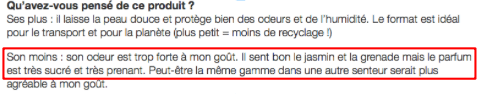 Qu'avez-vous pensé de ce produit ?
Ses plus : il laisse la peau douce et protège bien des odeurs et de l'humidité. Le format est idéal
pour le transport et pour la planète (plus petit = moins de recyclage !)
Son moins : son odeur est trop forte à mon goût. Il sent bon le jasmin et la grenade mais le parfum
est très sucré et très prenant. Peut-être la même gamme dans une autre senteur serait plus
agréable à mon goût.